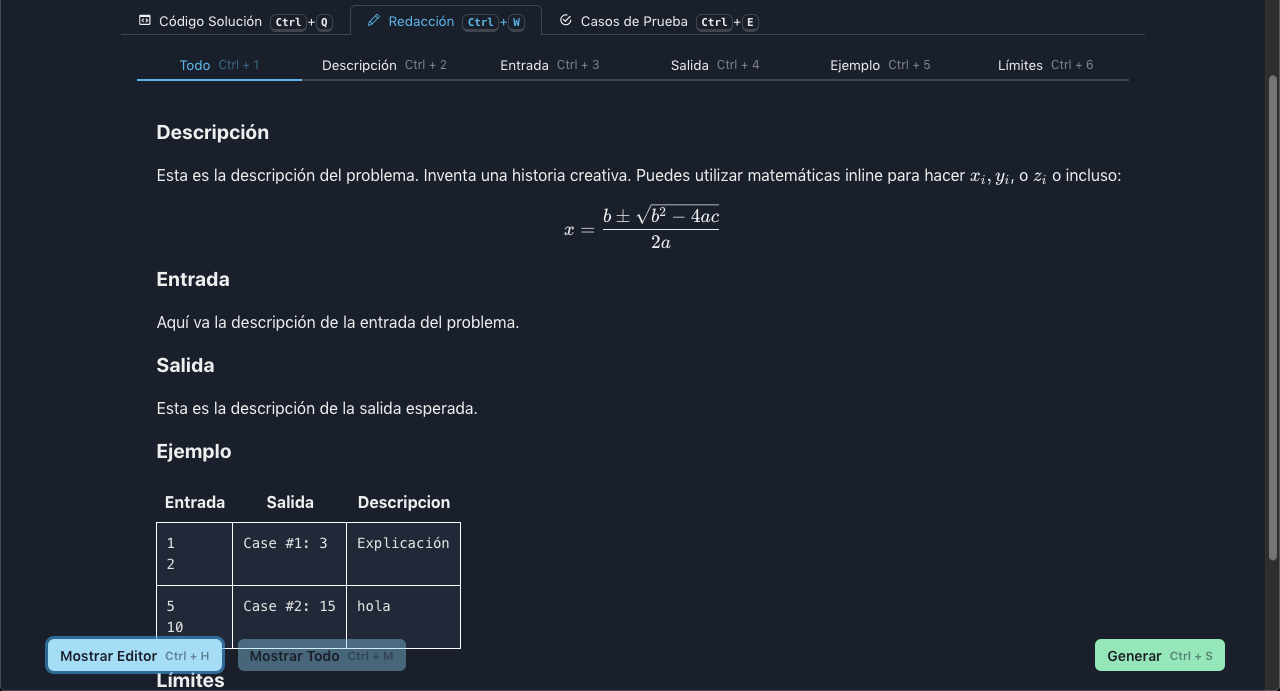 Código Solución Ctrl+Q Redacción Ctrl+W Casos de Prueba Ctrl+E
Todo Ctrl + 1 Descripción Ctrl + 2 Entrada Ctrl + 3 Salida Ctrl + 4 Ejemplo Ctrl + 5 Límites Ctrl + 6
Descripción
Esta es la descripción del problema. Inventa una historia creativa. Puedes utilizar matemáticas inline para hacer x_i, y_i, o z_i o incluso:
x = \frac{b ± \sqrt{b^2 − 4ac}}{2a}
Entrada
Aquí va la descripción de la entrada del problema.
Salida
Esta es la descripción de la salida esperada.
Ejemplo
Entrada Salida Descripcion
1 Case #1: 3 Explicación
2
5 Case #2: 15 hola
10
Mostrar Editor Ctrl + H Mostrar Todo Ctrl + M Generar Ctrl + S
Límites